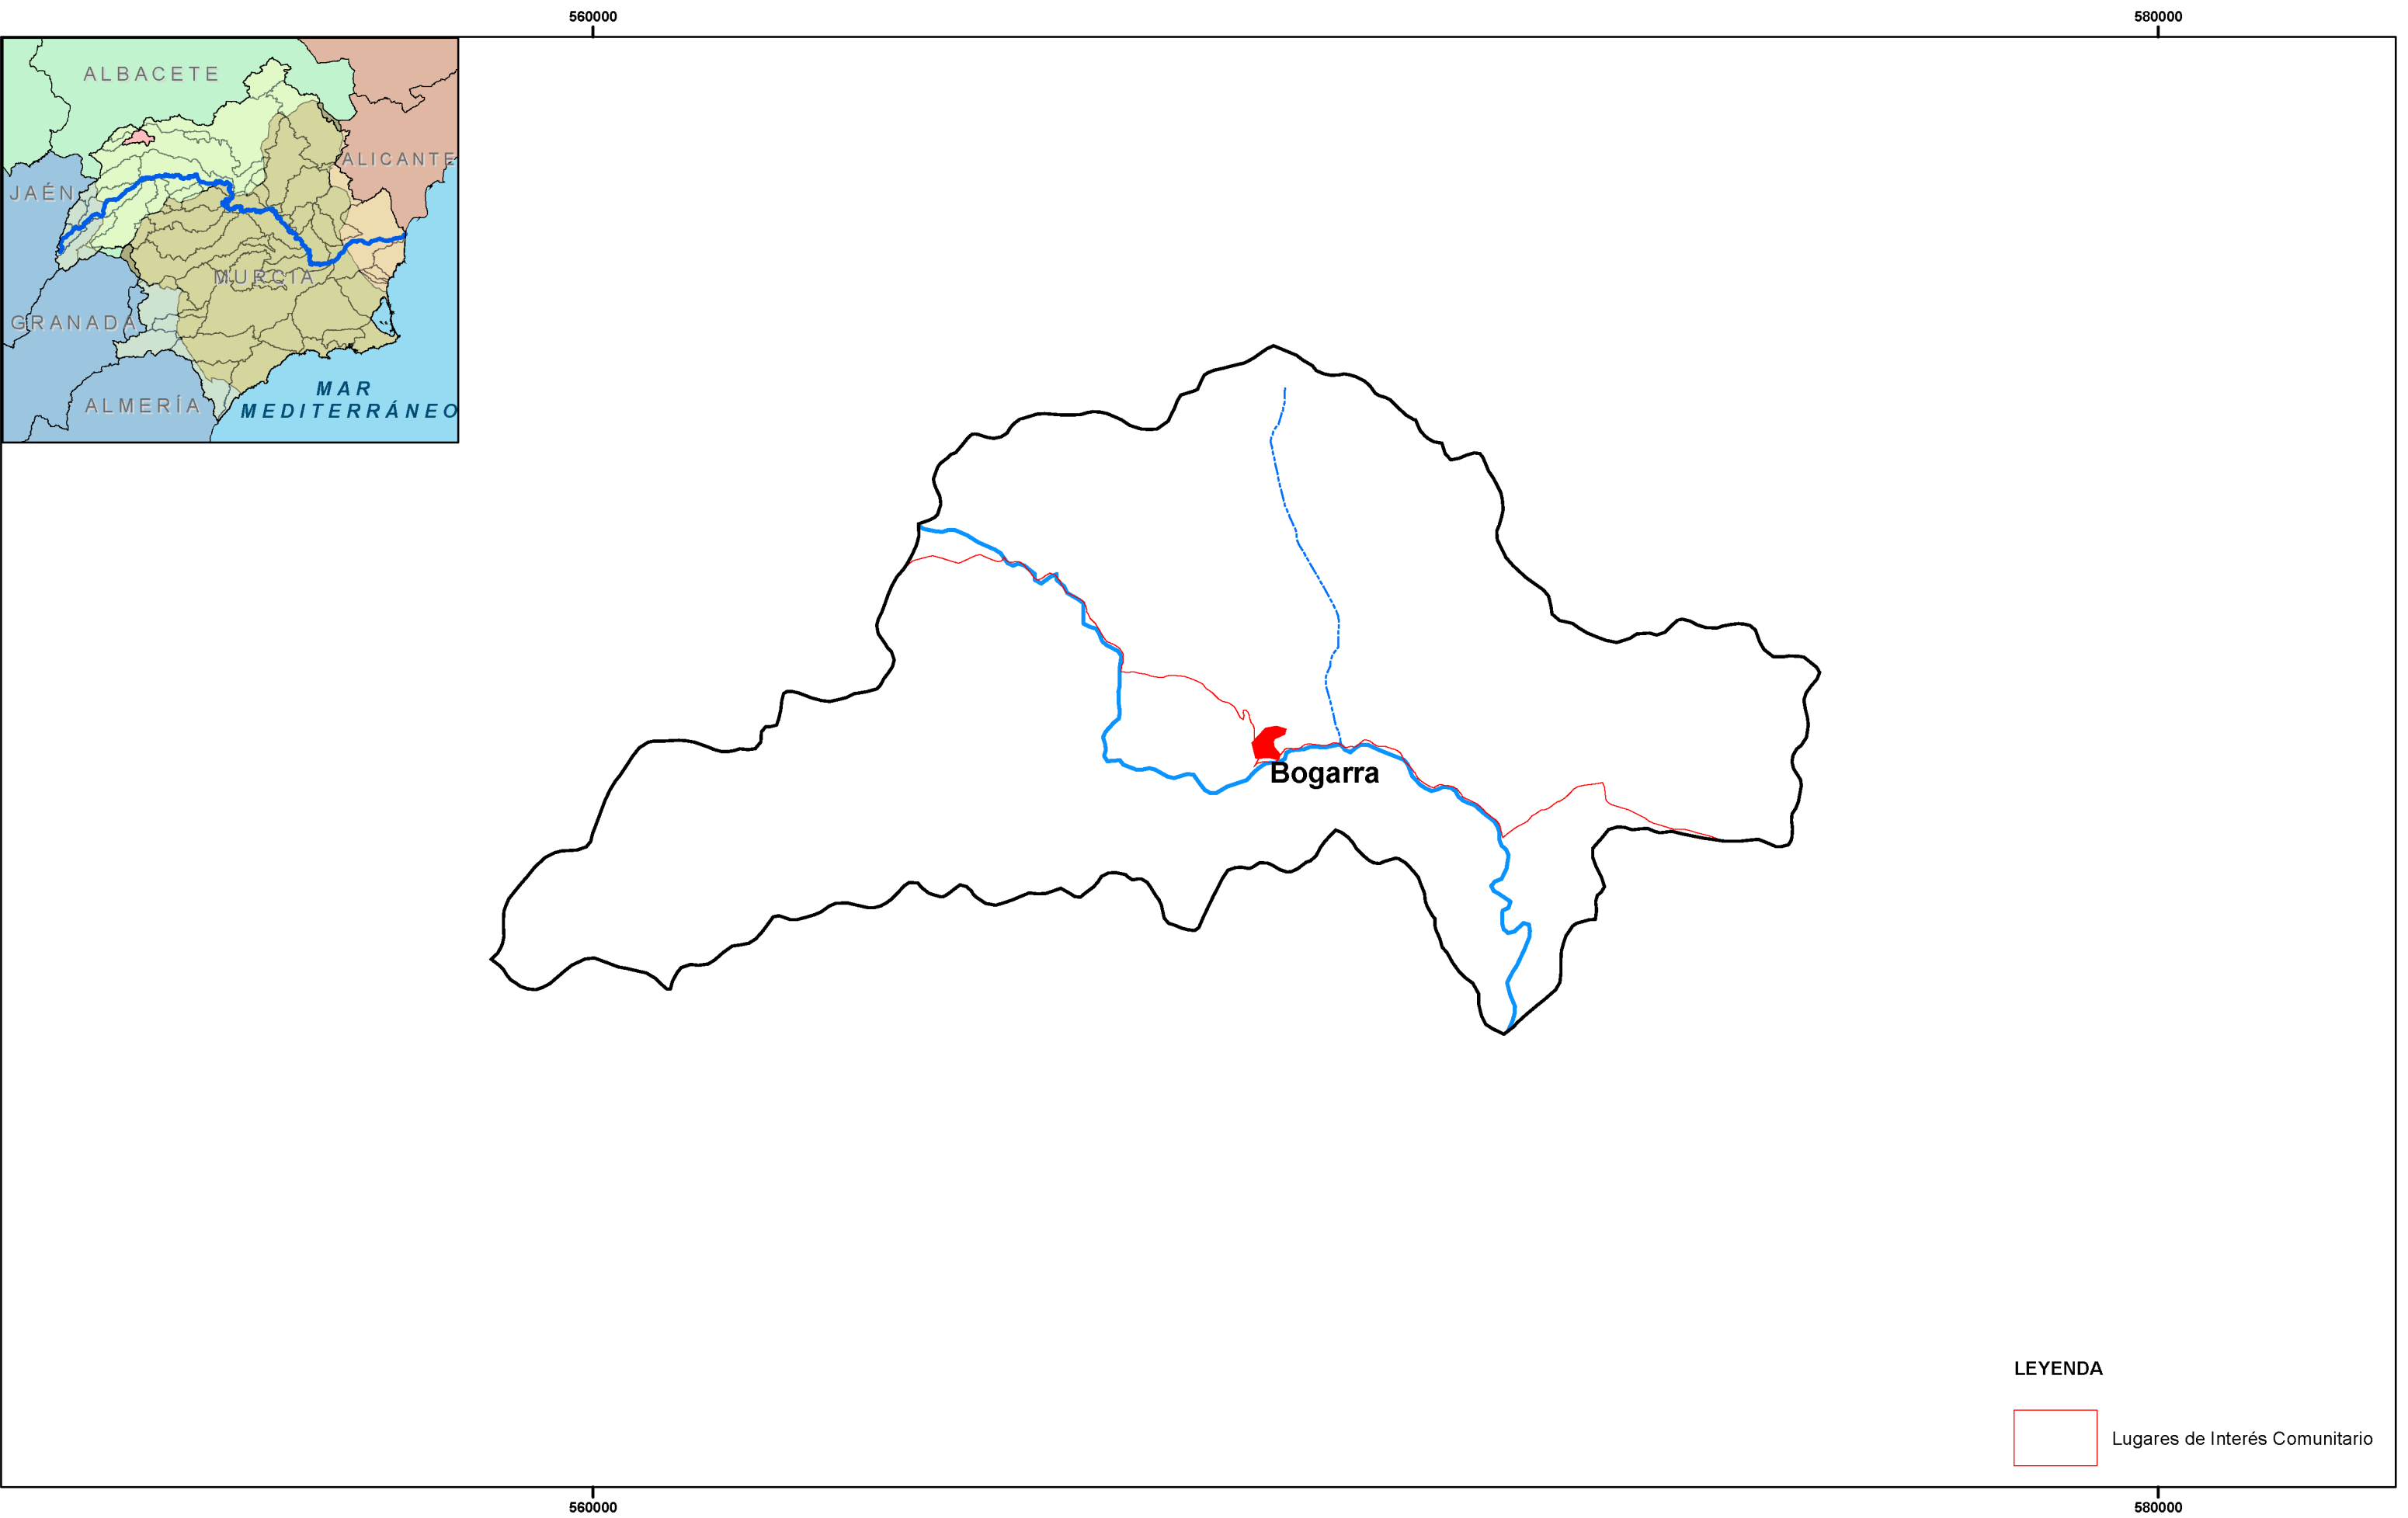 560000
580000
ALBACETE
ALICANTE
JAÉN
MURCIA
GRANADA
MAR
ALMERÍA
MEDITERRÁNEO
Bogarra
LEYENDA
Lugares de Interés Comunitario
560000
580000